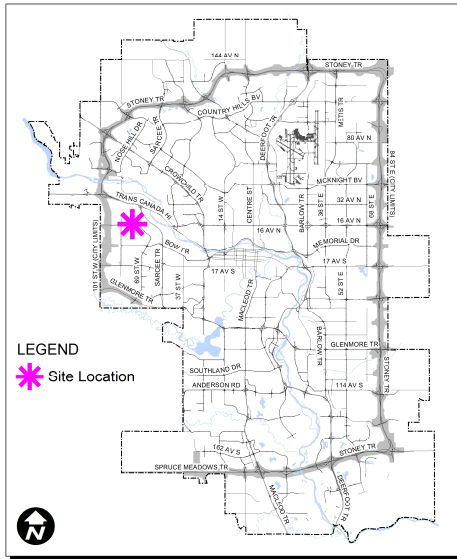 144 AV N
STONEY TR
STONEY TR
COUNTRY HILLS BV
METIS TR
NOSE HILL DR
SARCEE TR
DEERFOOT TR
80 AV N
84 ST E (CITY LIMITS)
CROWCHILD TR
MCKNIGHT BV
TRANS CANADA HI
14 ST W
CENTRE ST
BARLOW TR
36 ST E
32 AV N
68 ST E
16 AV N
16 AV N
101 ST W (CITY LIMITS)
BOW TR
MEMORIAL DR
69 ST W
SARCEE TR
37 ST W
17 AV S
17 AV S
52 ST E
GLENMORE TR
MACLEOD TR
BARLOW TR
GLENMORE TR
LEGEND
Site Location
SOUTHLAND DR
ANDERSON RD
114 AV S
STONEY TR
162 AV S
STONEY TR
SPRUCE MEADOWS TR
MACLEOD TR
DEERFOOT TR
N